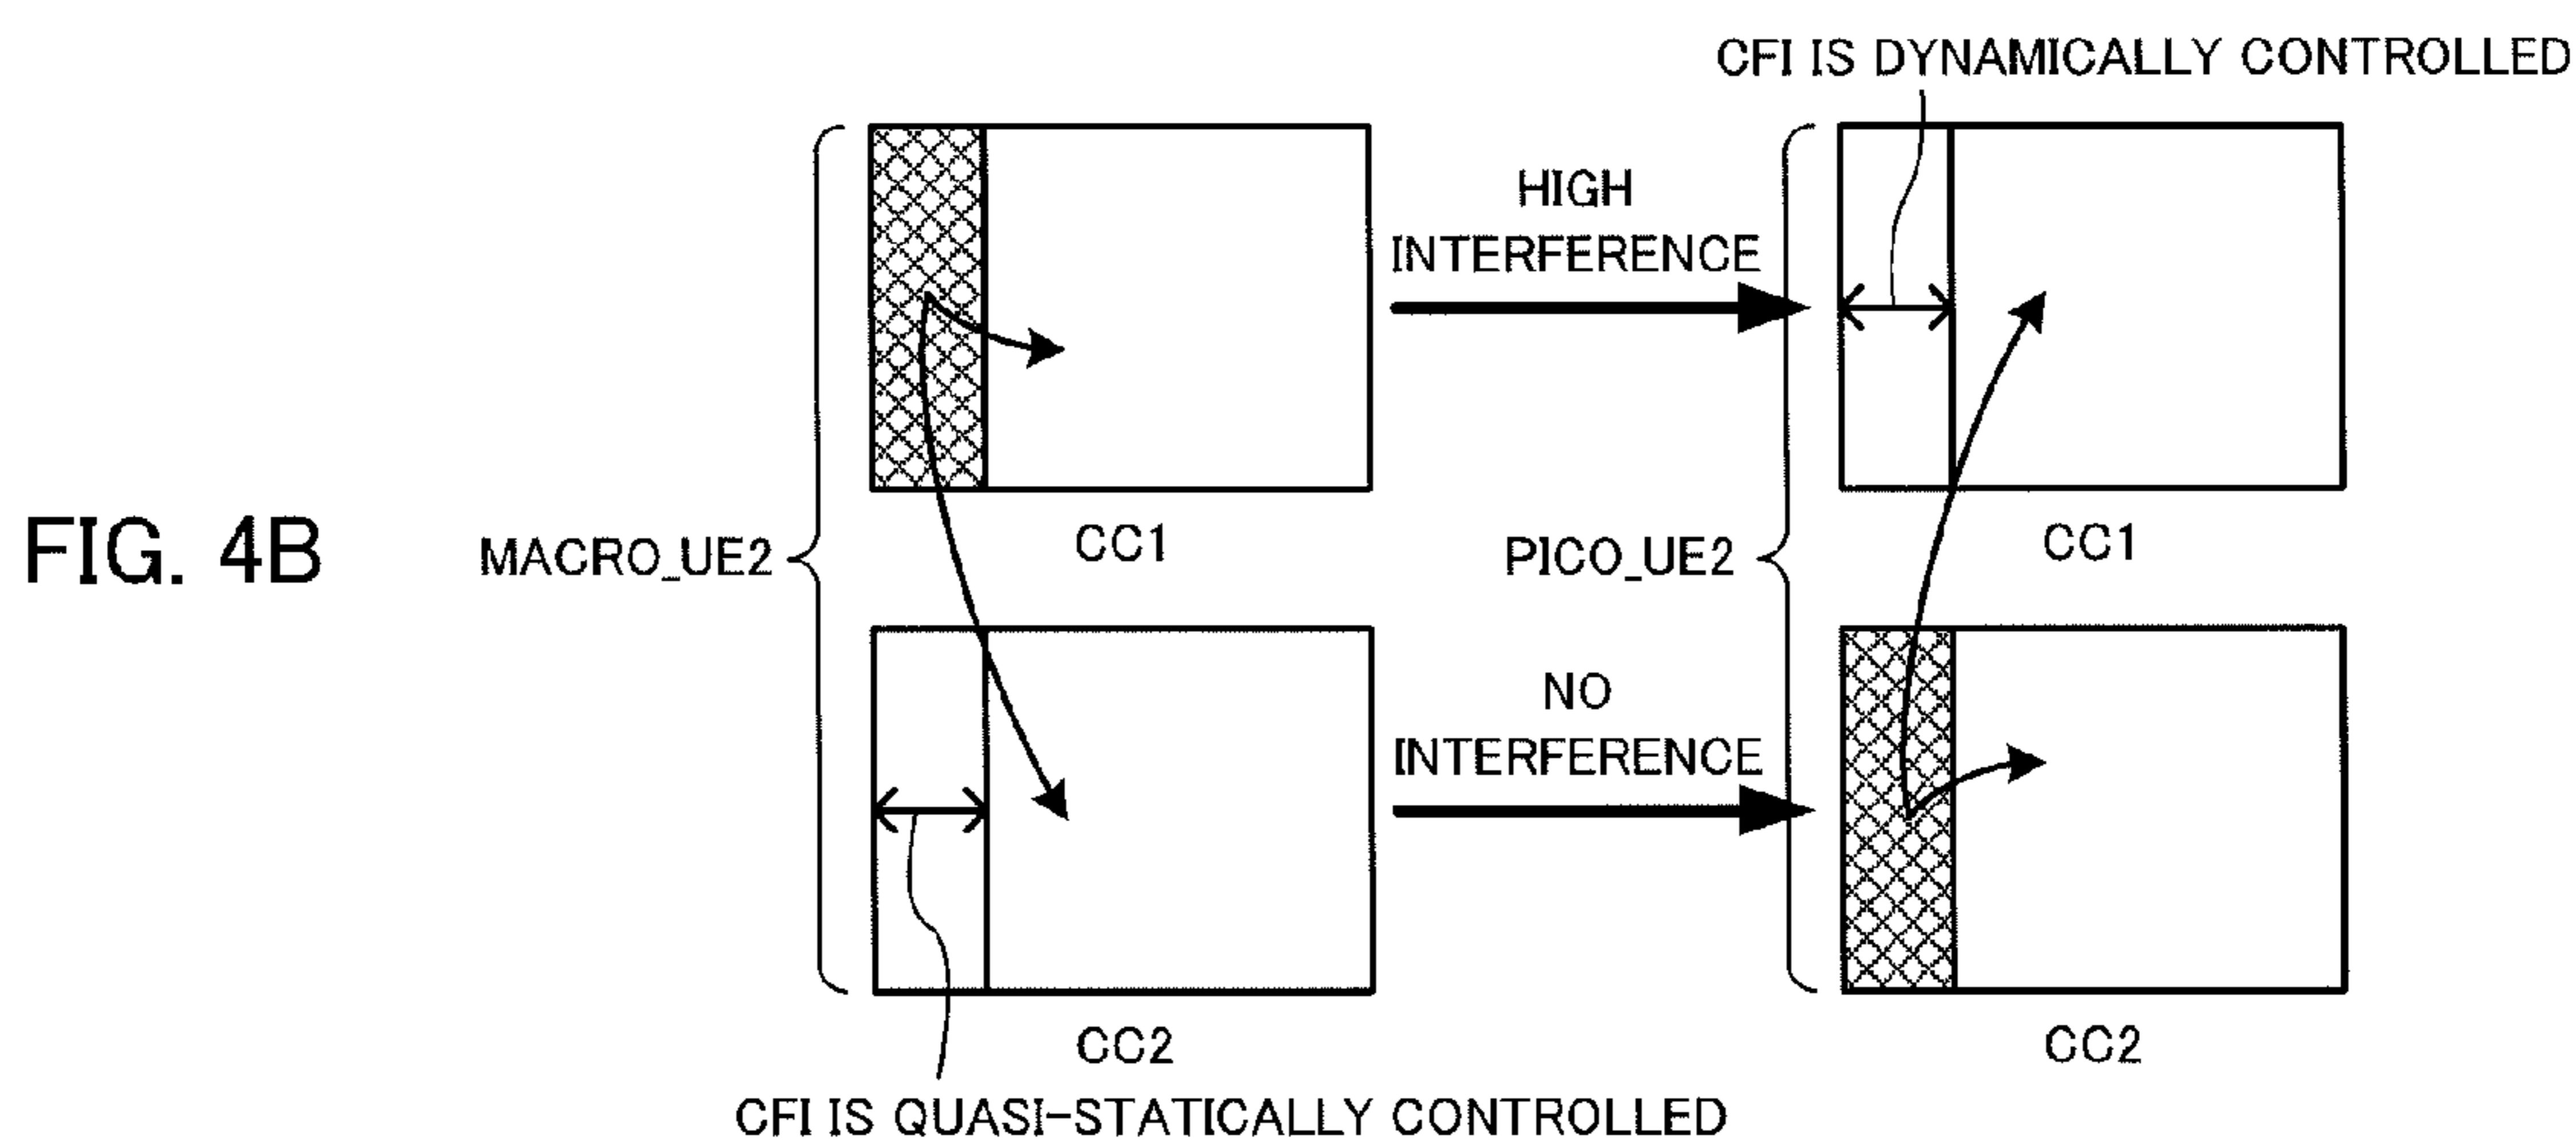 CFI IS DYNAMICALLY CONTROLLED
HIGH
INTERFERENCE
FIG. 4B
MACRO_UE2
CC1
PICO_UE2
CC1
NO
INTERFERENCE
CC2
CC2
CFI IS QUASI-STATICALLY CONTROLLED